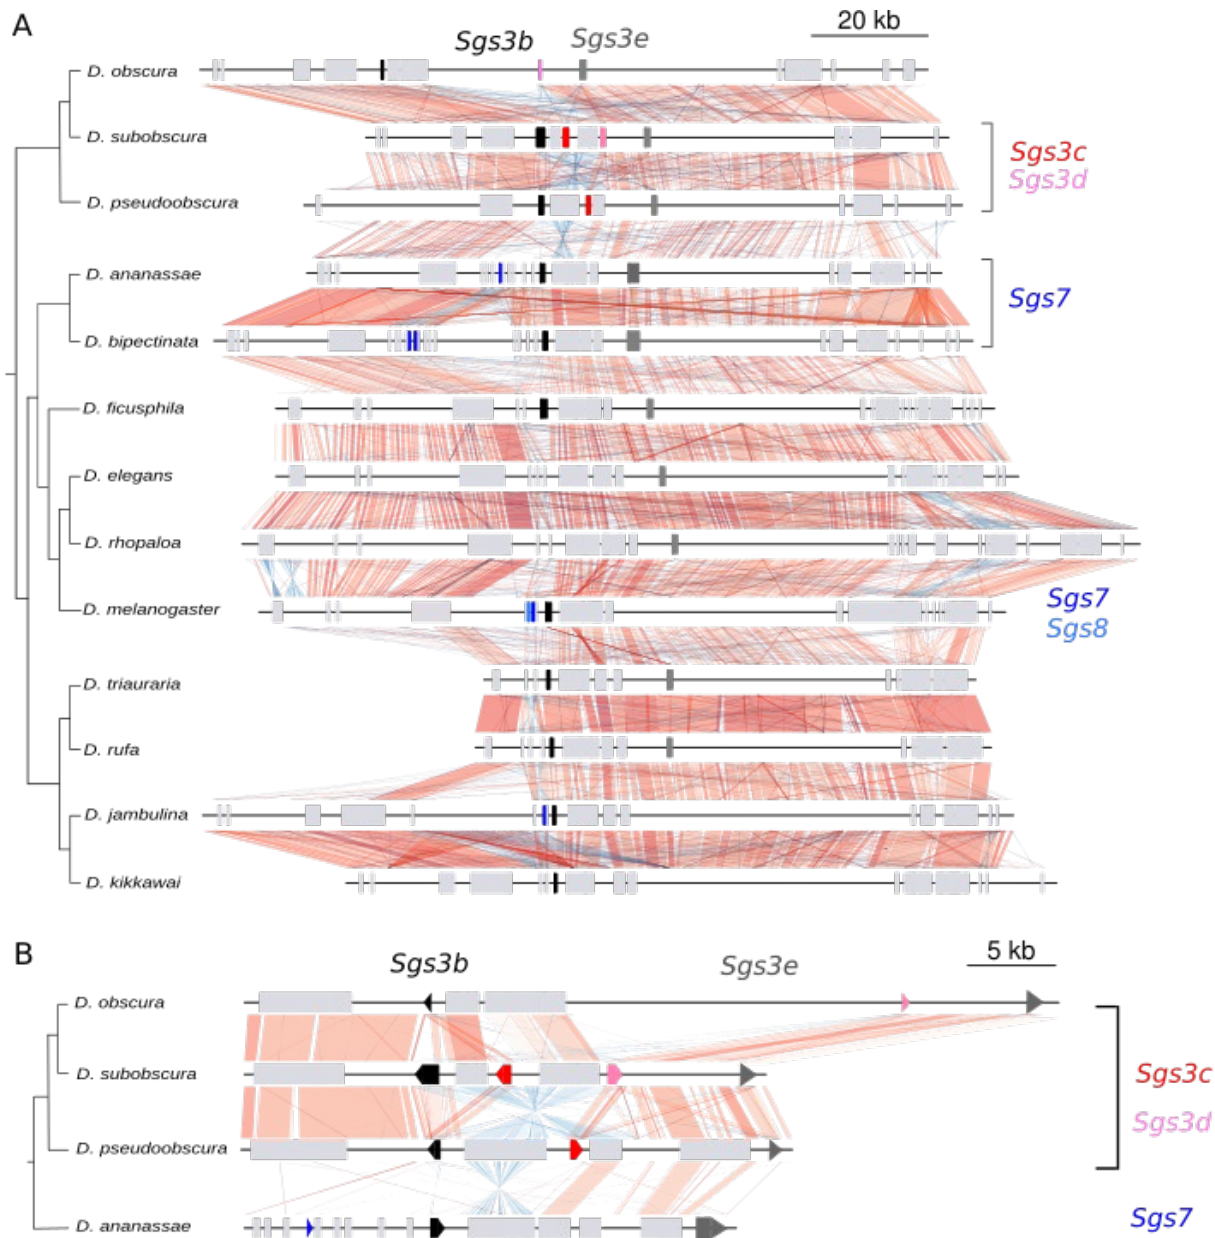 A
20 kb
Sgs3b
Sgs3e
D. obscura
D. subobscura
Sgs3c
Sgs3d
D. pseudoobscura
D. ananassae
Sgs7
D. bipectinata
D. ficusphila
D. elegans
D. rhopaloa
Sgs7
D. melanogaster
Sgs8
D. triauraria
D. rufa
D. jambulina
D. kikkawai
B
5 kb
Sgs3b
Sgs3e
D. obscura
D. subobscura
Sgs3c
Sgs3d
D. pseudoobscura
Sgs7
D. ananassae